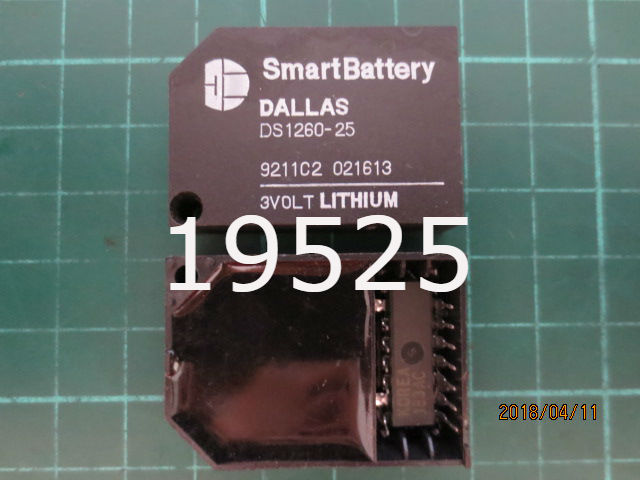 SmartBattery
DALLAS
DS1260-25
9211C2 021613
3VOLT LITHIUM
19525
2018/04/11